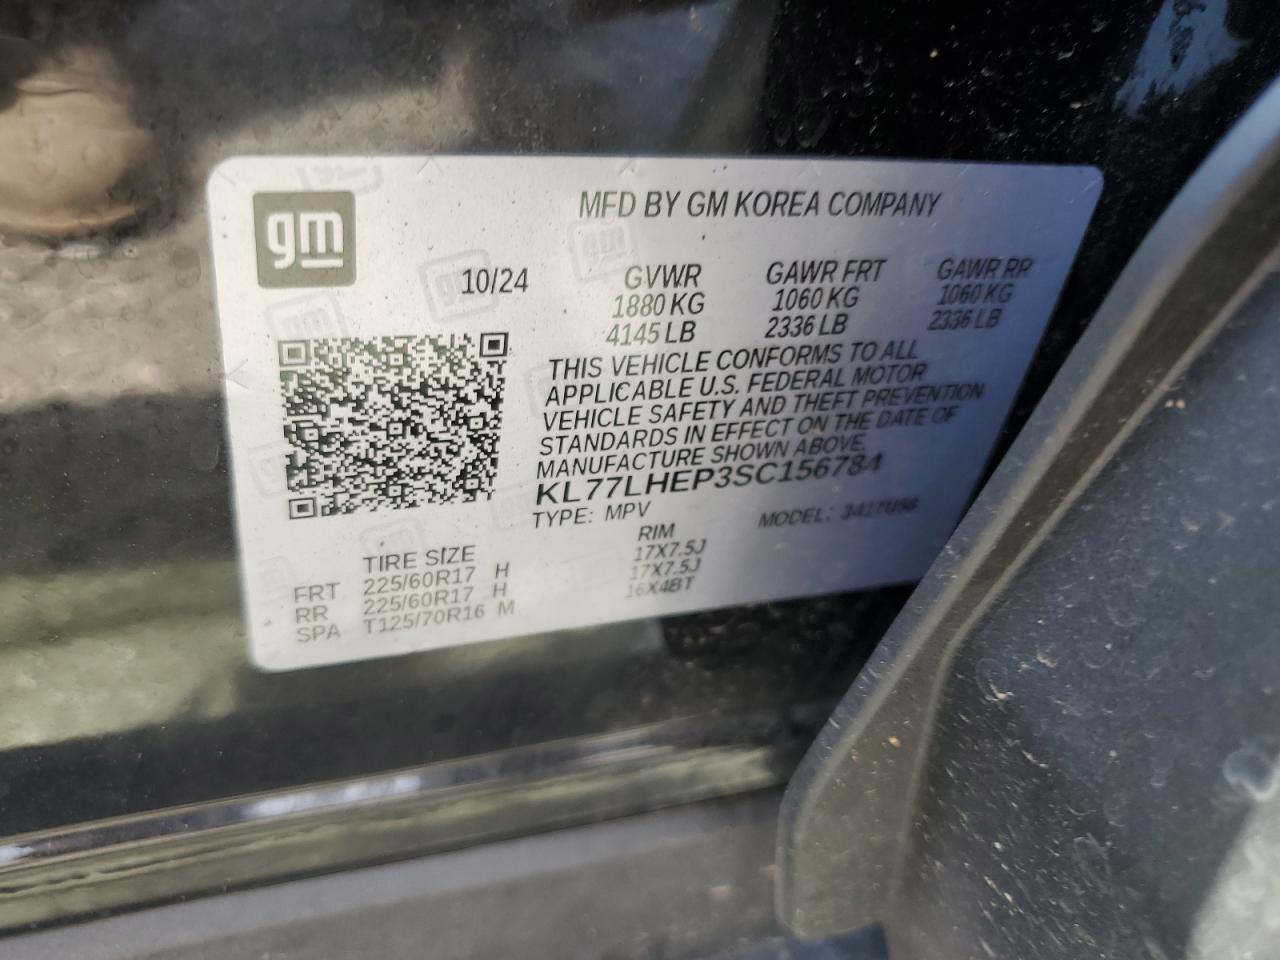 gm
MFD BY GM KOREA COMPANY
10/24
GVWR GAWR FRT GAWR RR
1880 KG 1060 KG 1060 KG
4145 LB 2336 LB 2336 LB
THIS VEHICLE CONFORMS TO ALL
APPLICABLE U.S. FEDERAL MOTOR
VEHICLE SAFETY AND THEFT PREVENTION
STANDARDS IN EFFECT ON THE DATE OF
MANUFACTURE SHOWN ABOVE.
KL77LHEP3SC156784
TYPE: MPV MODEL:
TIRE SIZE RIM
FRT 225/60R17 H 17X7.5J
RR 225/60R17 H 17X7.5J
SPA T125/70R16 M 16X4BT